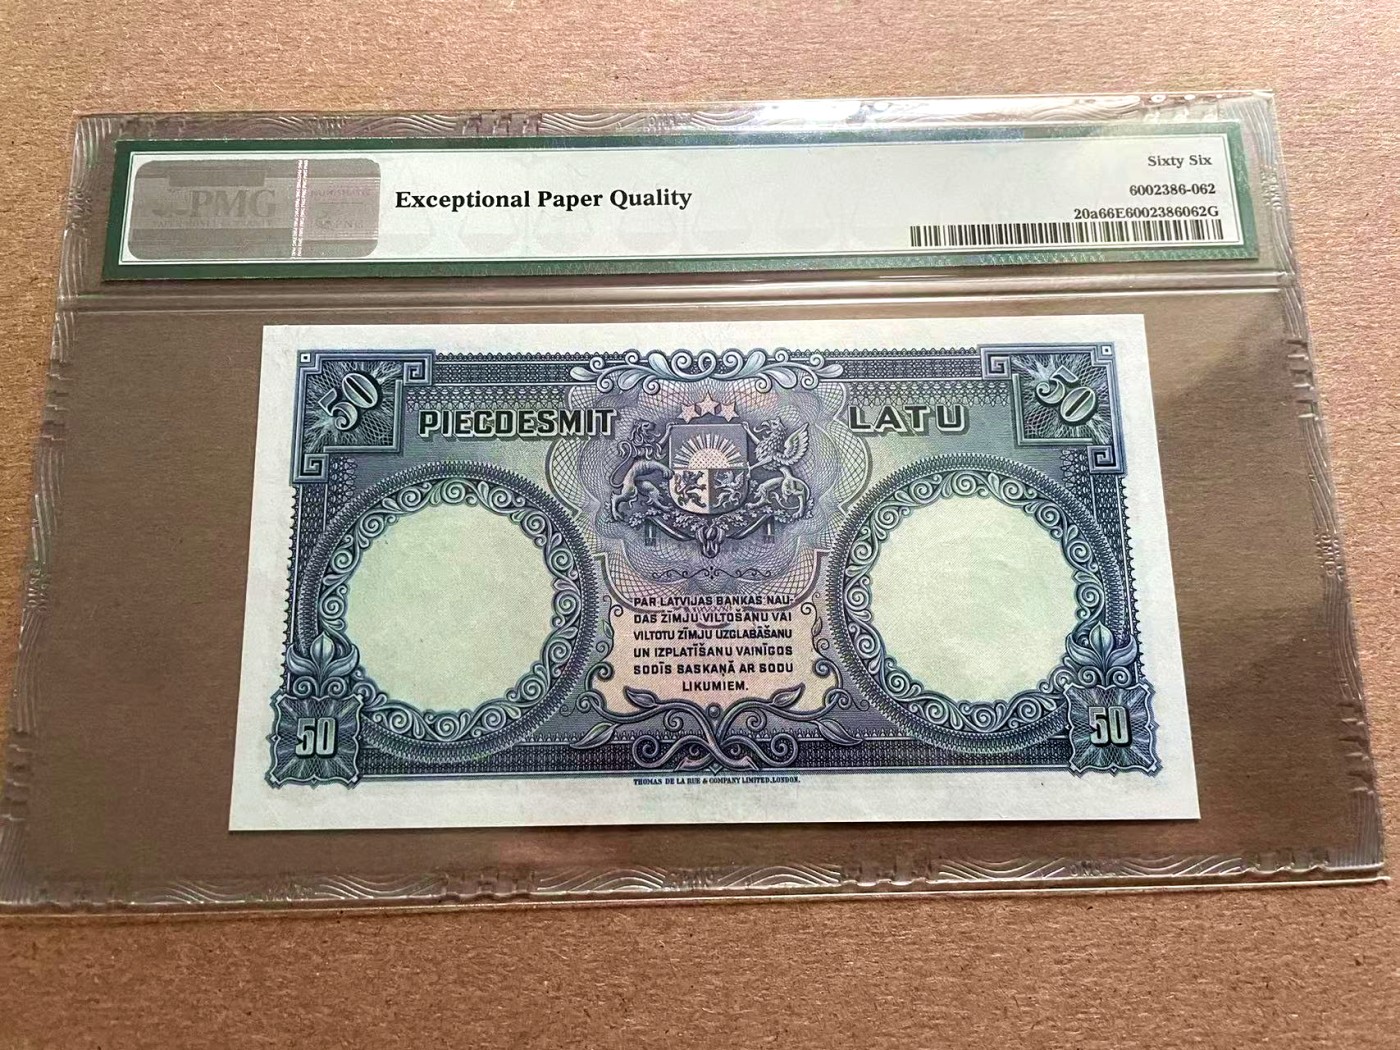 PMG
Exceptional Paper Quality
Sixty Six
6002386-062
20a66E6002386062G
50
50
PIECDESMIT LATU
PAR LATVIJAS BANKAS NAU-
DAS ZĪMJU VILTOŠANU VAI
VILTOTU ZĪMJU UZGLABĀŠANU
UN IZPLATĪŠANU VAINĪGOS
SODĪS SASKAŅĀ AR SODU
LIKUMIEM.
50
50
THOMAS DE LA RUE & COMPANY LIMITED, LONDON.